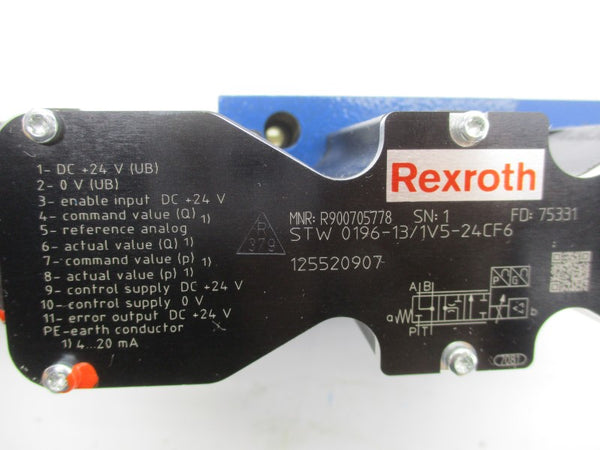 1- DC +24 V (UB)
2- 0 V (UB)
3- enable input DC +24 V
4- command value (Q) 1)
5- reference analog
6- actual value (Q) 1)
7- command value (p) 1)
8- actual value (p) 1)
9- control supply DC +24 V
10- control supply 0 V
11- error output DC +24 V
PE-earth conductor
1) 4...20 mA
R
379
Rexroth
MNR: R900705778 SN: 1 FD: 75331
STW 0196-13/1V5-24CF6
125520907
A B
P G
a b
P T
7081